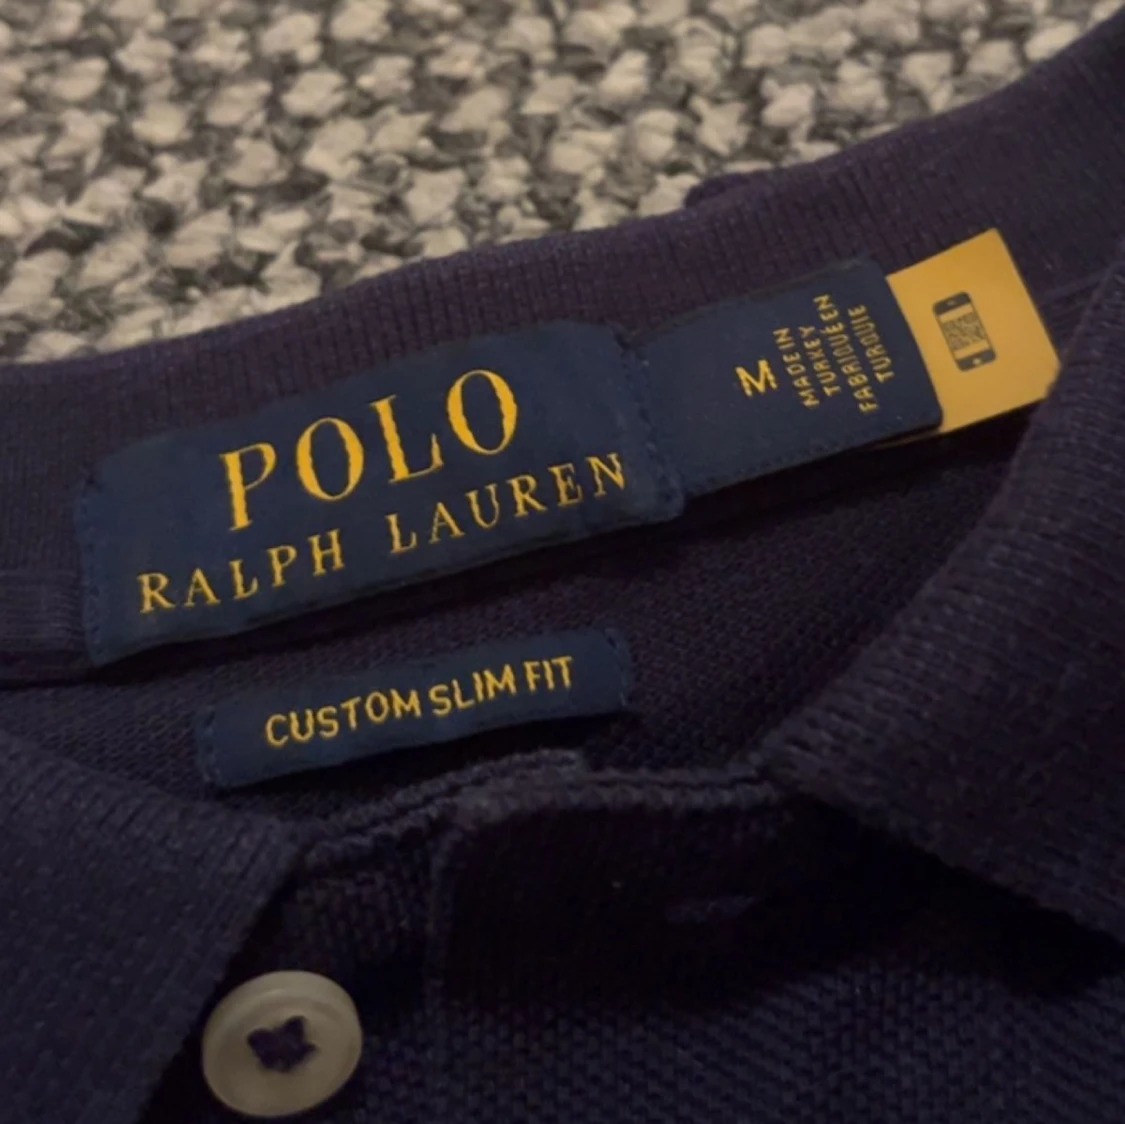 POLO
RALPH LAUREN
M
MADE IN
TURKEY
FABRIQUÉ EN
TURQUIE
CUSTOM SLIM FIT